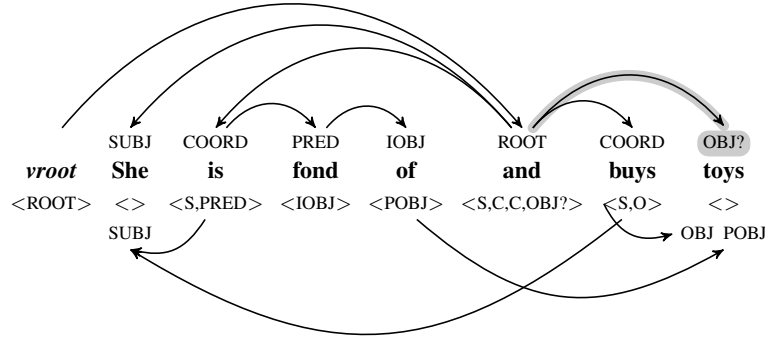 SUBJ COORD PRED IOBJ ROOT COORD OBJ?
vroot She is fond of and buys toys
<ROOT> <> <S,PRED> <IOBJ> <POBJ> <S,C,C,OBJ?> <S,O> <>
SUBJ OBJ POBJ